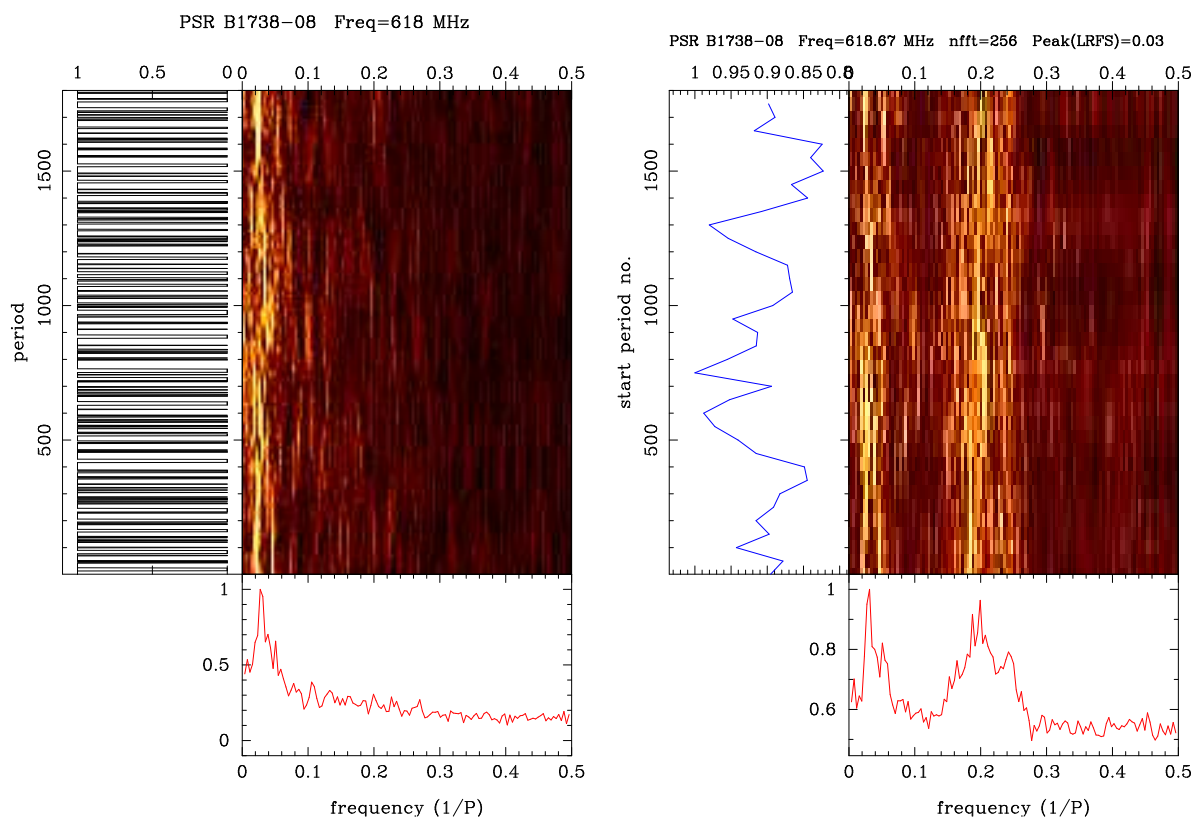 PSR B1738−08 Freq=618 MHz
PSR B1738−08 Freq=618.67 MHz nfft=256 Peak(LRFS)=0.03
1 0.5 0 0 0.1 0.2 0.3 0.4 0.5
1 0.95 0.9 0.85 0.8 0 0.1 0.2 0.3 0.4 0.5
period
1500
1000
500
start period no.
1500
1000
500
1
0.5
0
0 0.1 0.2 0.3 0.4 0.5
frequency (1/P)
1
0.8
0.6
0 0.1 0.2 0.3 0.4 0.5
frequency (1/P)